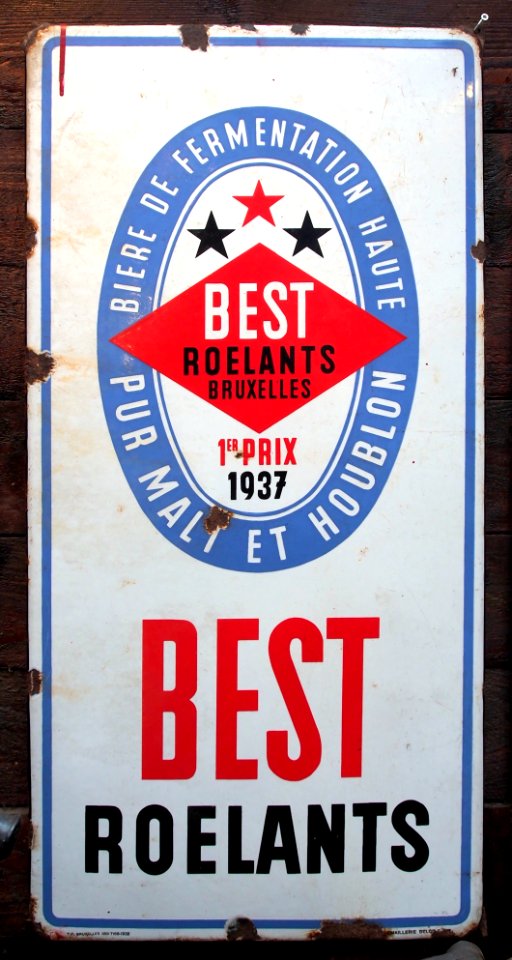 BIERE DE FERMENTATION HAUTE
BEST
ROELANTS
BRUXELLES
1ER PRIX
1937
PUR MALT ET HOUBLON
BEST
ROELANTS